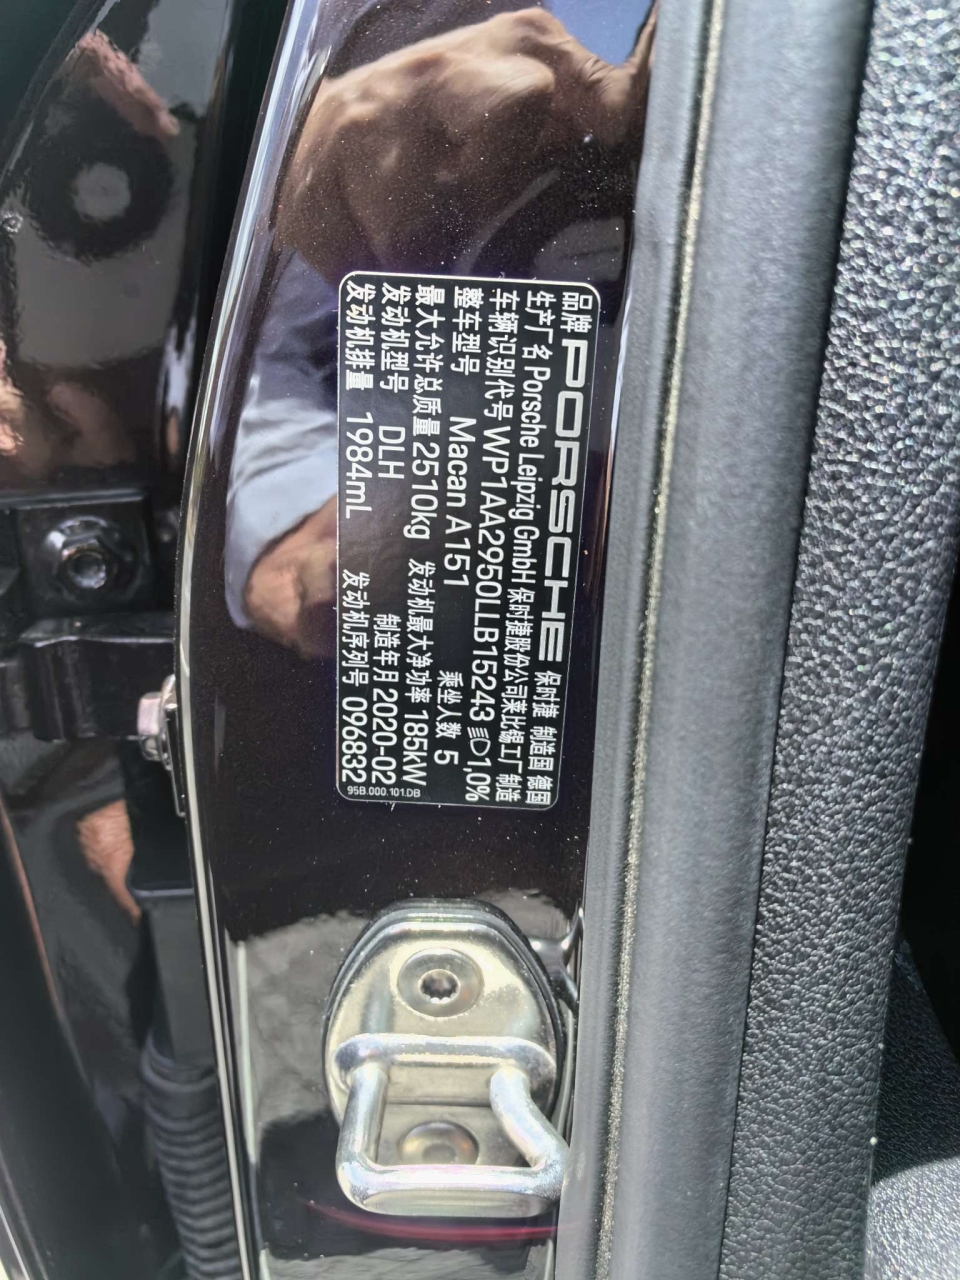 品牌 PORSCHE 保时捷 制造国 德国
生产厂名 Porsche Leipzig GmbH 保时捷股份公司莱比锡工厂 制造
车辆识别代号 WP1AA2950LLB15243 1,0%
整车型号 Macan A151 乘坐人数 5
最大允许总质量 2510kg 发动机最大净功率 185kW
发动机型号 DLH 制造年月 2020-02
发动机排量 1984mL 发动机序列号 096832
95B.000.101.DB